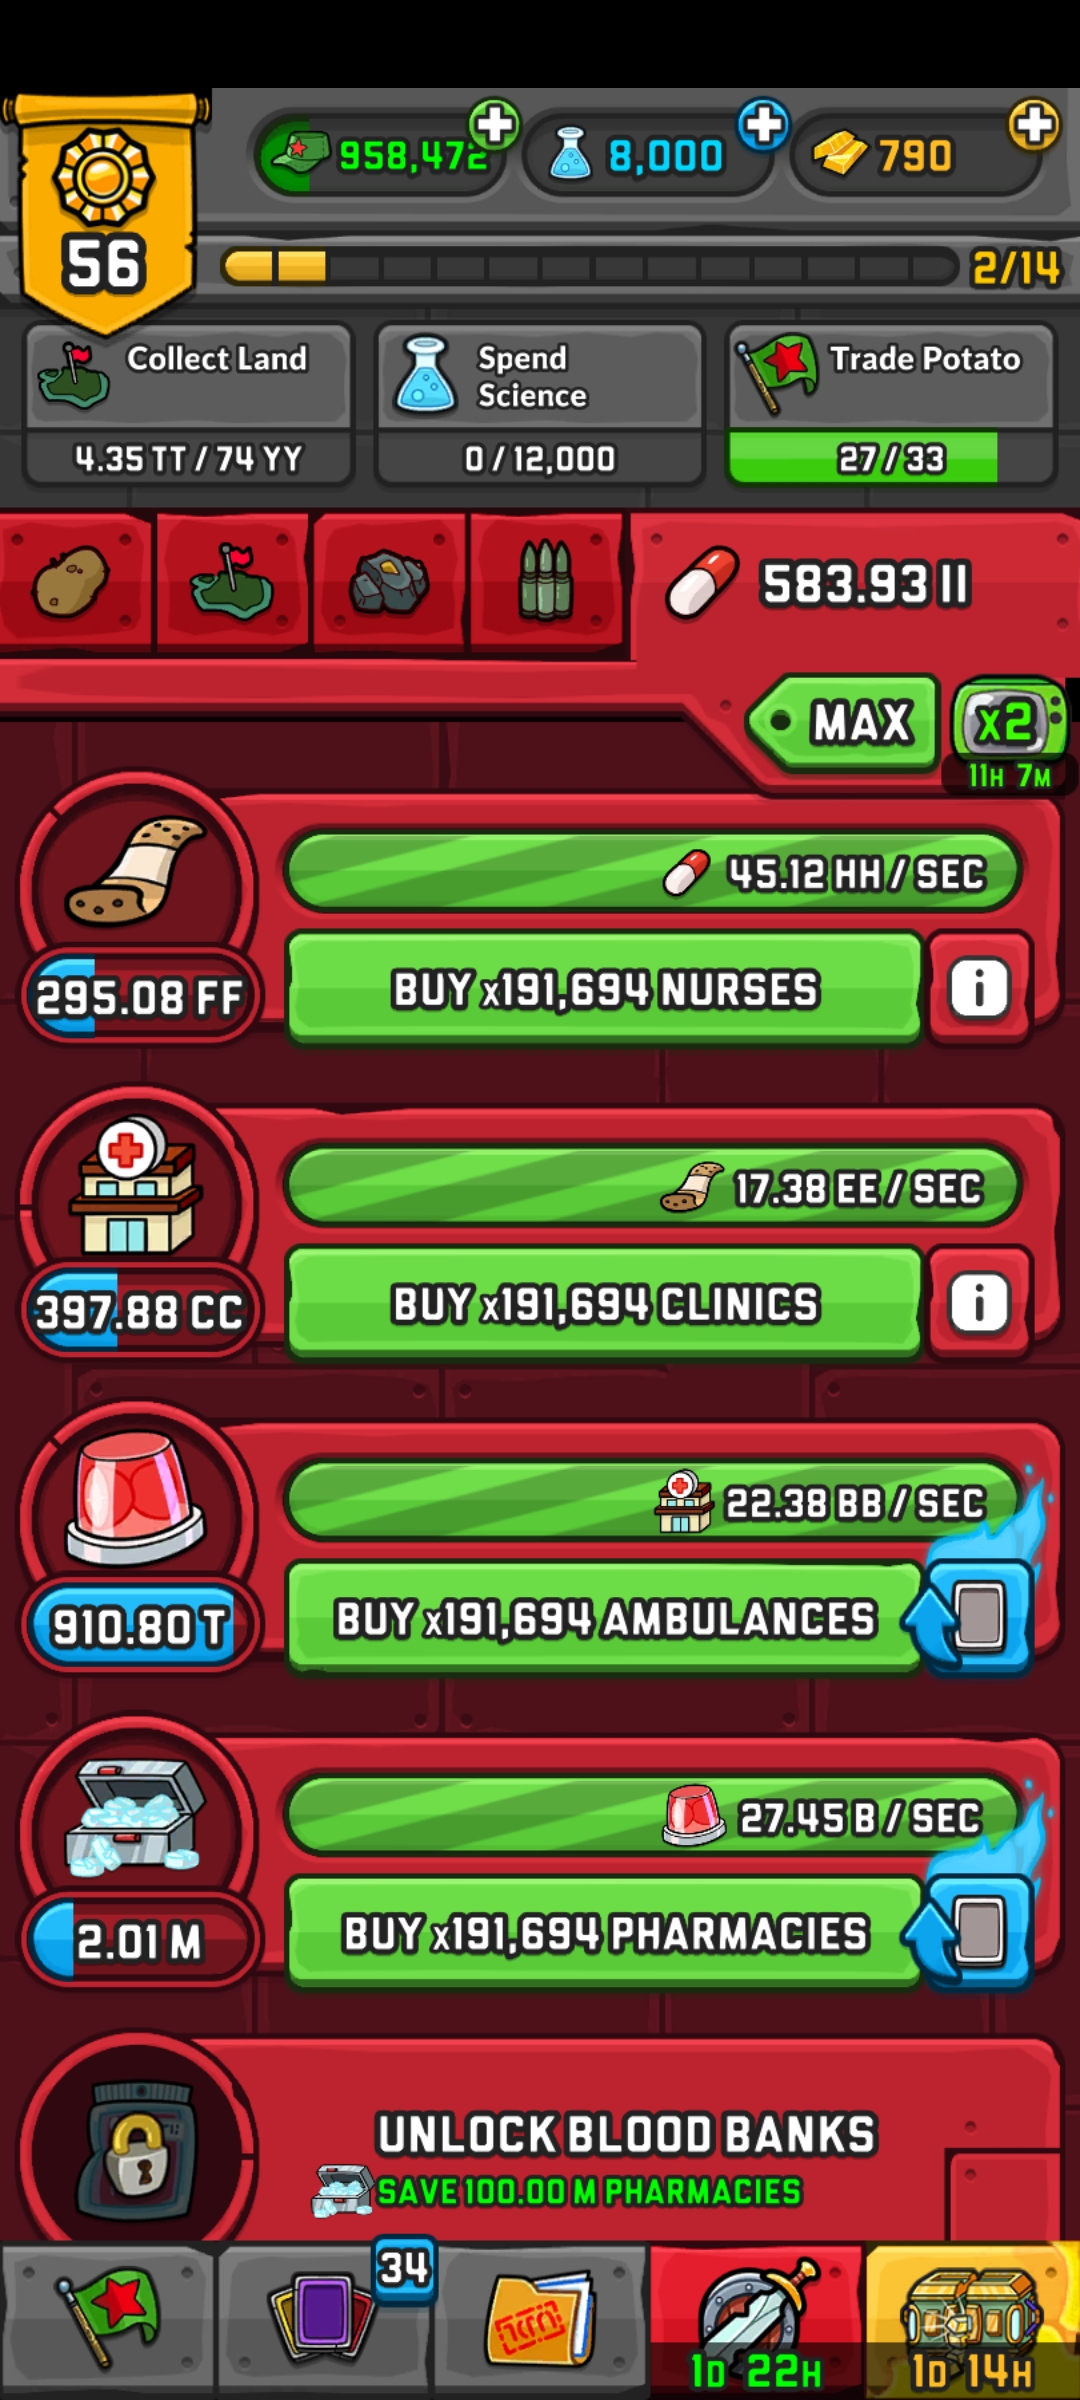 958,472
8,000
790
56
2/14
Collect Land
Spend
Science
Trade Potato
4.35 TT / 74 YY
0 / 12,000
27 / 33
583.93 II
MAX
x2
11H 7M
45.12 HH / SEC
295.08 FF
BUY x191,694 NURSES
i
17.38 EE / SEC
397.88 CC
BUY x191,694 CLINICS
i
22.38 BB / SEC
910.80 T
BUY x191,694 AMBULANCES
27.45 B / SEC
2.01 M
BUY x191,694 PHARMACIES
UNLOCK BLOOD BANKS
SAVE 100.00 M PHARMACIES
34
1D 22H
1D 14H